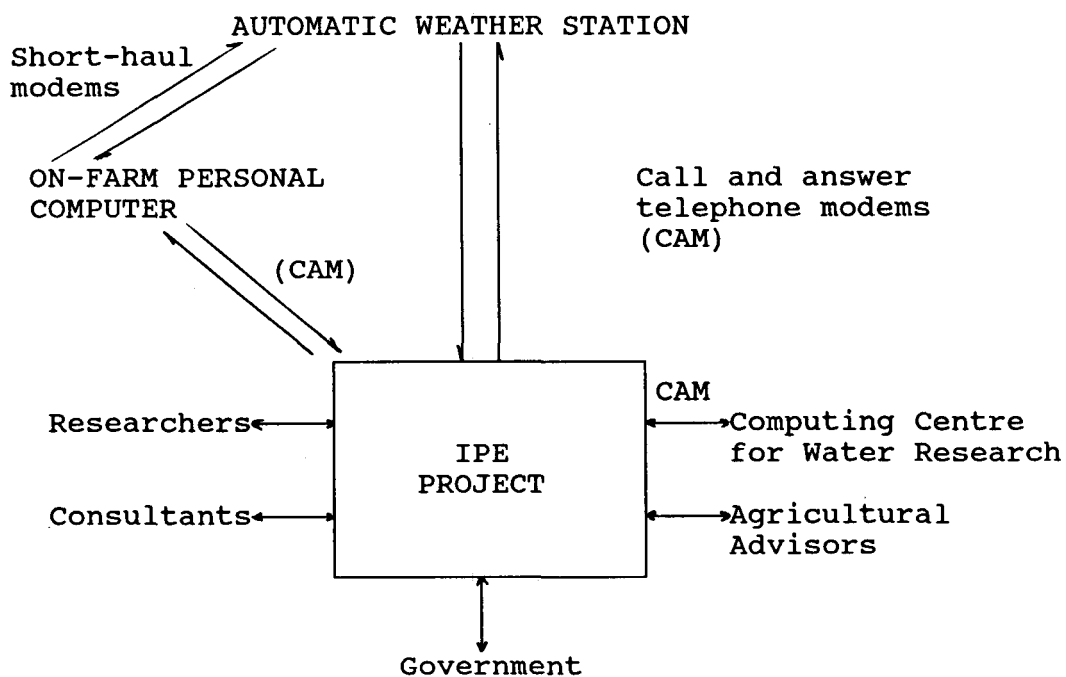 AUTOMATIC WEATHER STATION
Short-haul
modems
ON-FARM PERSONAL
COMPUTER
Call and answer
telephone modems
(CAM)
(CAM)
CAM
Researchers
Computing Centre
for Water Research
IPE
PROJECT
Consultants
Agricultural
Advisors
Government